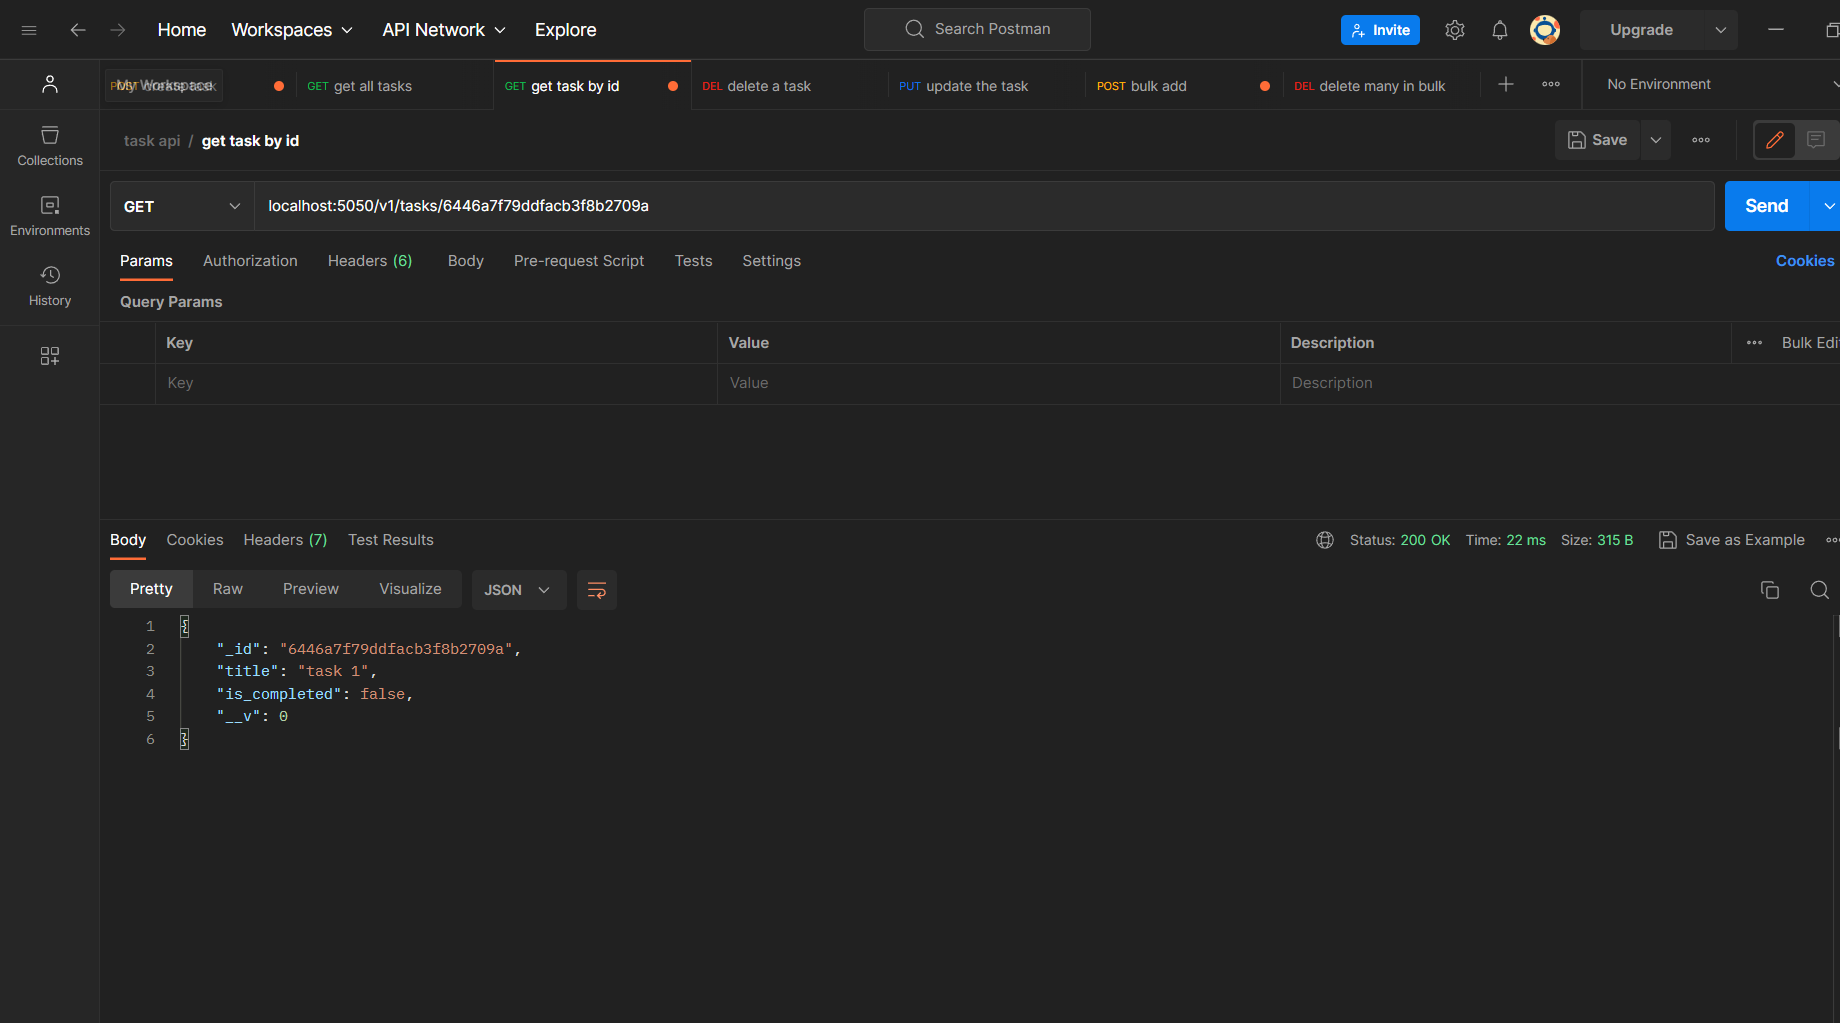 Home Workspaces API Network Explore Search Postman Invite Upgrade
My Workspace POST create task GET get all tasks GET get task by id DEL delete a task PUT update the task POST bulk add DEL delete many in bulk No Environment
task api / get task by id Save
Collections
GET localhost:5050/v1/tasks/6446a7f79ddfacb3f8b2709a Send
Environments
Params Authorization Headers (6) Body Pre-request Script Tests Settings Cookies
History
Query Params
Key Value Description Bulk Edi
Key Value Description
Body Cookies Headers (7) Test Results Status: 200 OK Time: 22 ms Size: 315 B Save as Example
Pretty Raw Preview Visualize JSON
1 {
2 "_id": "6446a7f79ddfacb3f8b2709a",
3 "title": "task 1",
4 "is_completed": false,
5 "__v": 0
6 }